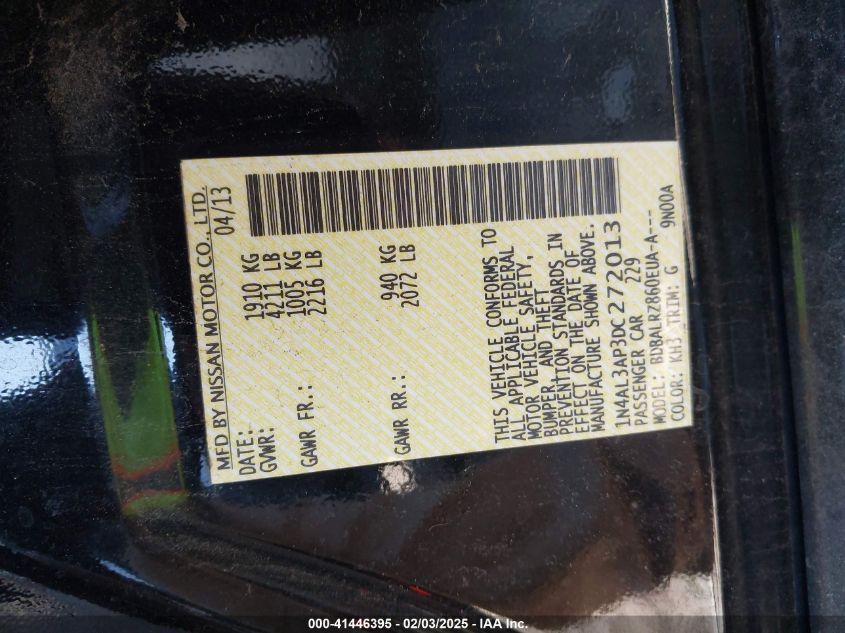 MFD BY NISSAN MOTOR CO., LTD.
DATE: 04/13
GVWR: 1910 KG
4211 LB
GAWR FR.: 1005 KG
2216 LB
GAWR RR.: 940 KG
2072 LB
THIS VEHICLE CONFORMS TO
ALL APPLICABLE FEDERAL
MOTOR VEHICLE SAFETY,
BUMPER, AND THEFT
PREVENTION STANDARDS IN
EFFECT ON THE DATE OF
MANUFACTURE SHOWN ABOVE.
1N4AL3AP3DC272013
PASSENGER CAR 229
MODEL: BDBALRZ860EUA-A---
COLOR: KH3 TRIM: G 9N00A
000-41446395 - 02/03/2025 - IAA Inc.